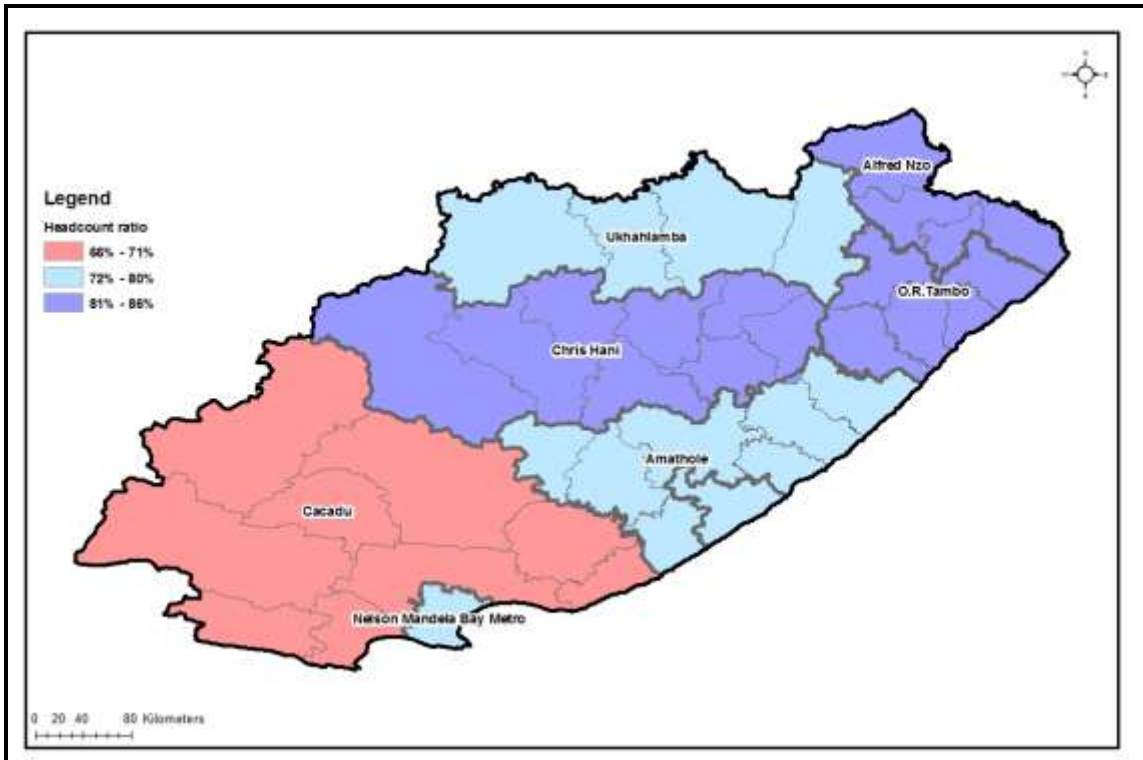 Alfred Nzo
Legend
Headcount ratio
66% - 71%
72% - 80%
81% - 86%
Ukhahlamba
O.R.Tambo
Chris Hani
Amathole
Cacadu
Nelson Mandela Bay Metro
0 20 40 80 Kilometers